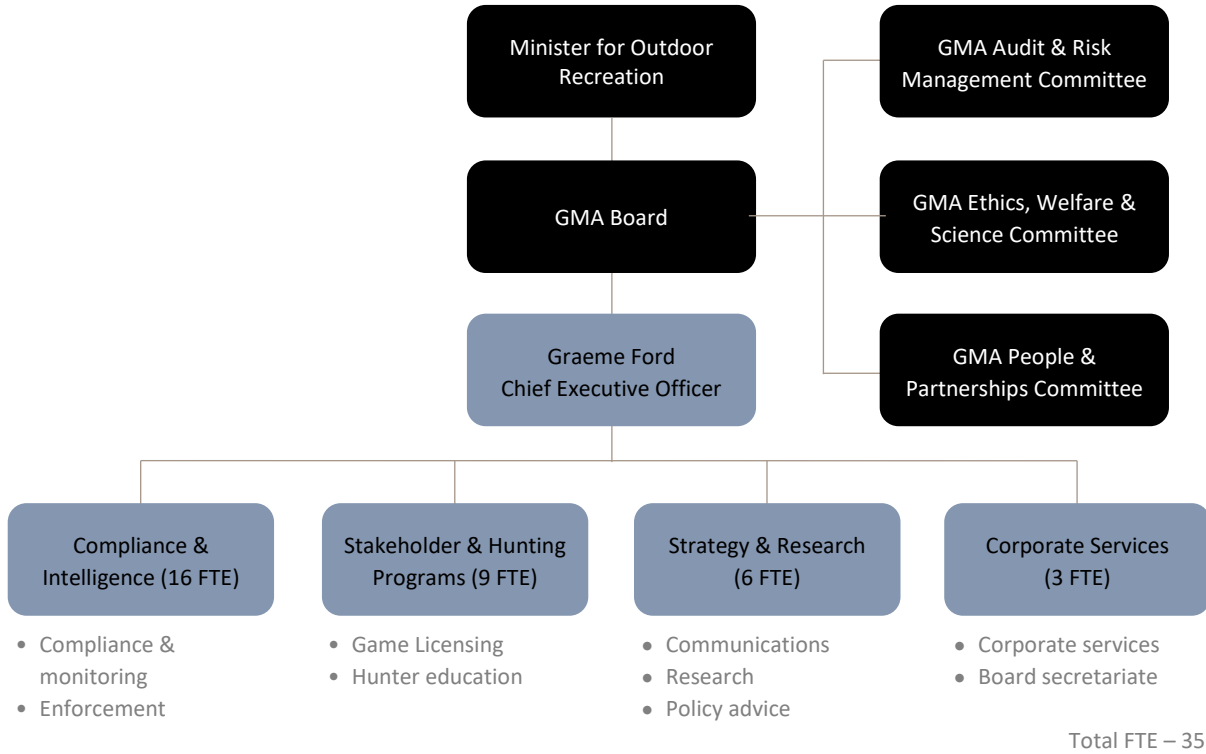 Minister for Outdoor
Recreation
GMA Audit & Risk
Management Committee
GMA Board
GMA Ethics, Welfare &
Science Committee
Graeme Ford
Chief Executive Officer
GMA People &
Partnerships Committee
Compliance &
Intelligence (16 FTE)
• Compliance &
monitoring
• Enforcement
Stakeholder & Hunting
Programs (9 FTE)
• Game Licensing
• Hunter education
Strategy & Research
(6 FTE)
• Communications
• Research
• Policy advice
Corporate Services
(3 FTE)
• Corporate services
• Board secretariate
Total FTE – 35